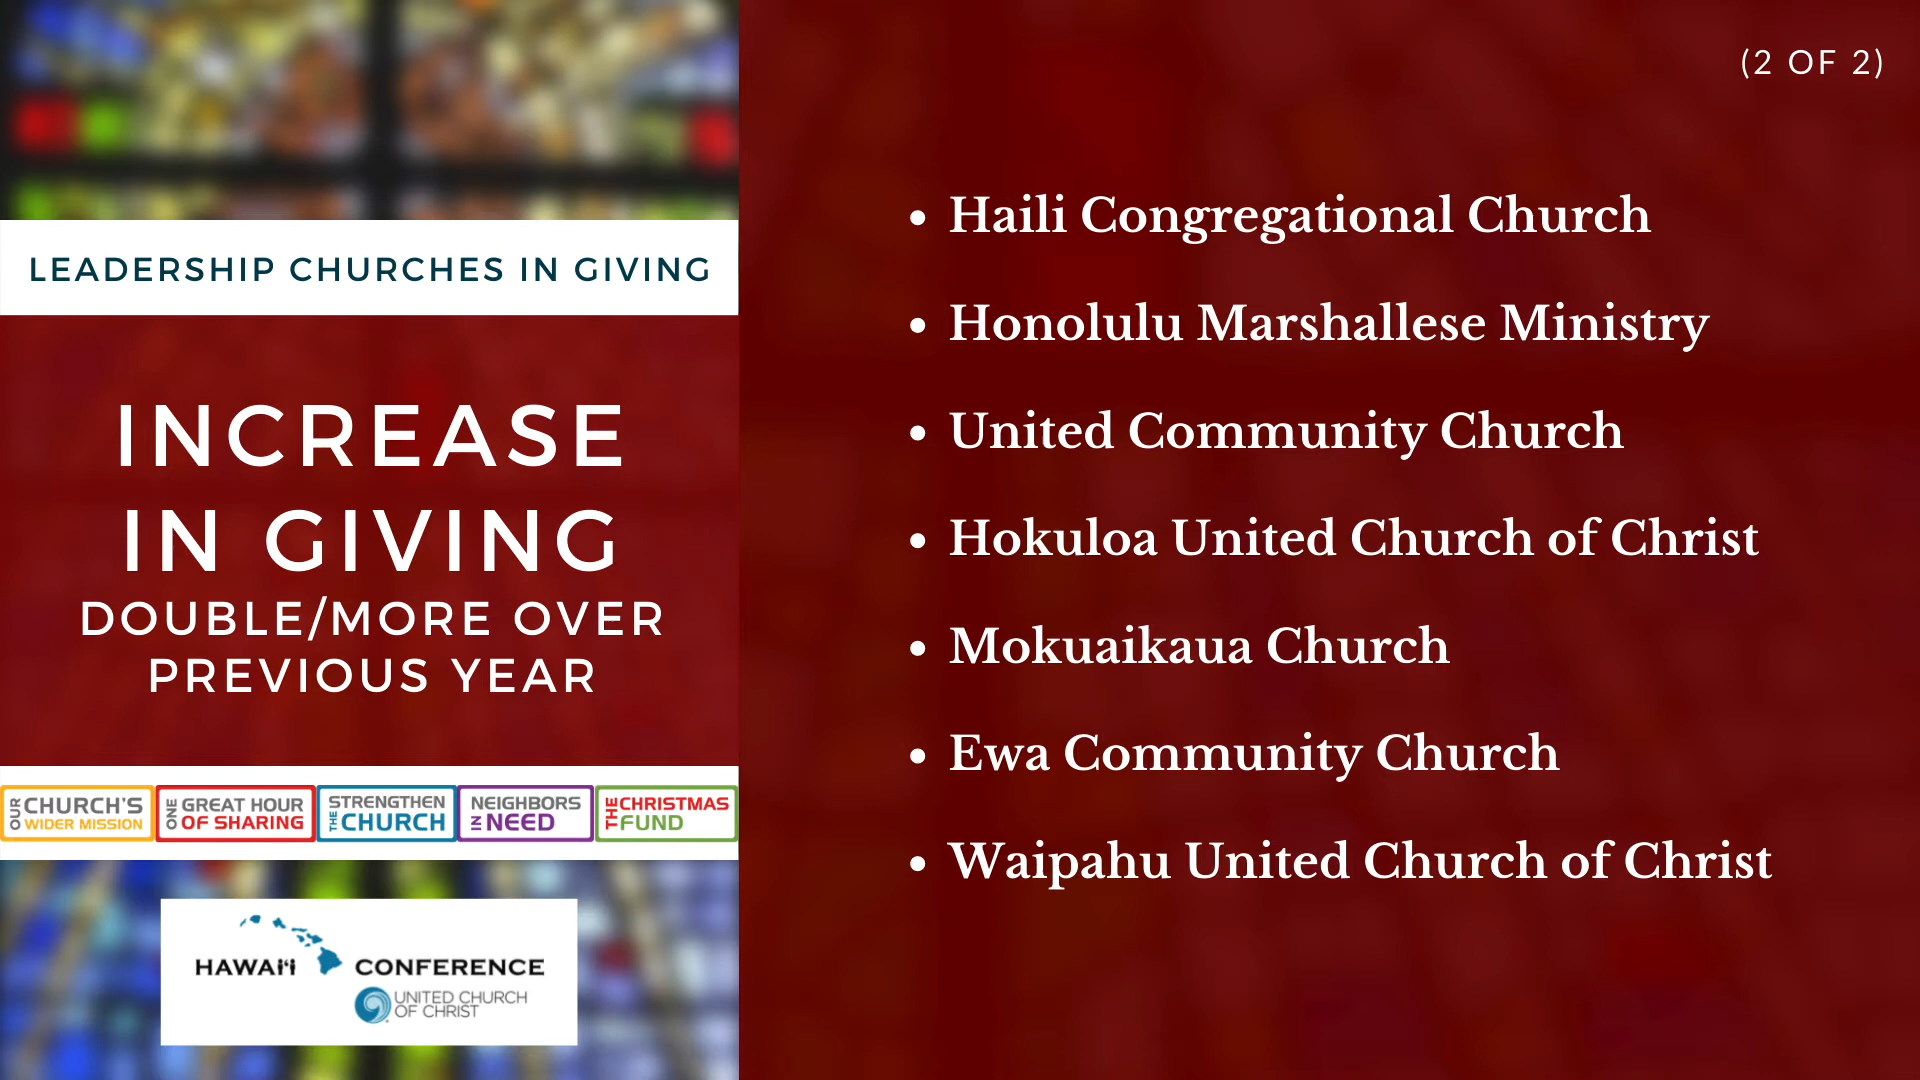 (2 OF 2)
LEADERSHIP CHURCHES IN GIVING
INCREASE
IN GIVING
DOUBLE/MORE OVER
PREVIOUS YEAR
OUR CHURCH'S
WIDER MISSION
ONE GREAT HOUR
OF SHARING
STRENGTHEN
THE CHURCH
NEIGHBORS
IN NEED
THE CHRISTMAS
FUND
HAWAIʻI CONFERENCE
UNITED CHURCH
OF CHRIST
• Haili Congregational Church
• Honolulu Marshallese Ministry
• United Community Church
• Hokuloa United Church of Christ
• Mokuaikaua Church
• Ewa Community Church
• Waipahu United Church of Christ